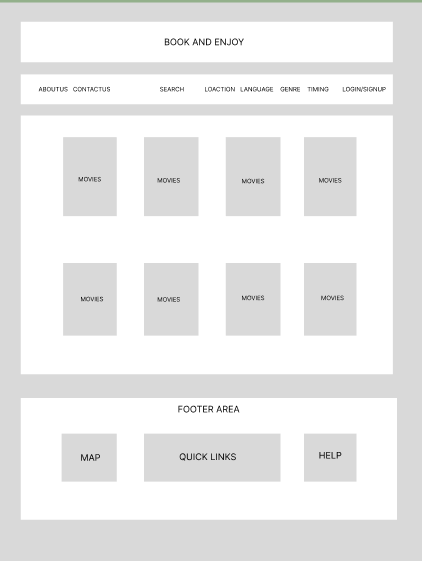 BOOK AND ENJOY
ABOUTUS CONTACTUS SEARCH LOACTION LANGUAGE GENRE TIMING LOGIN/SIGNUP
MOVIES MOVIES MOVIES MOVIES
MOVIES MOVIES MOVIES MOVIES
FOOTER AREA
MAP QUICK LINKS HELP